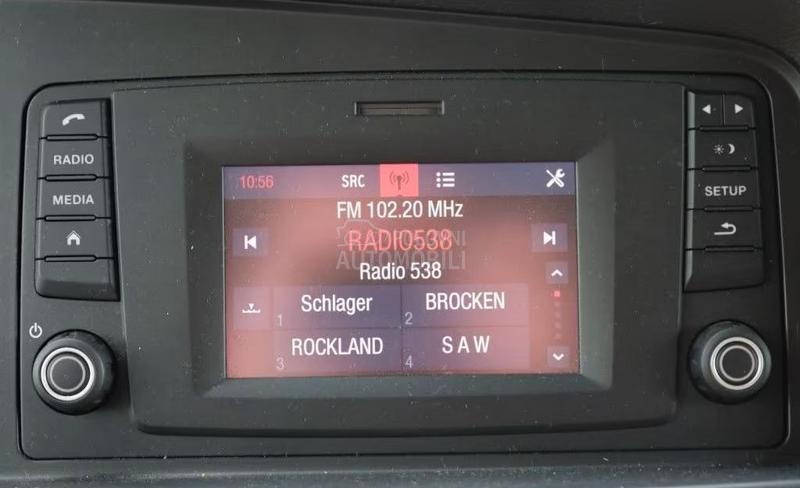 RADIO
MEDIA
SETUP
10:56 SRC
FM 102.20 MHz
RADIO538
Radio 538
AUTOMOBILI
1 Schlager
2 BROCKEN
3 ROCKLAND
4 S A W